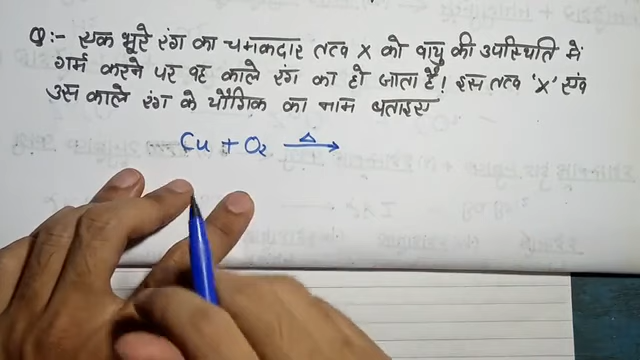 Q:- एक भूरे रंग का चमकदार तत्व X को वायु की उपस्थिति में
गर्म करने पर वह काले रंग का हो जाता है! इस तत्व 'X' एवं
उस काले रंग के यौगिक का नाम बताइए
Cu + O₂ —Δ→